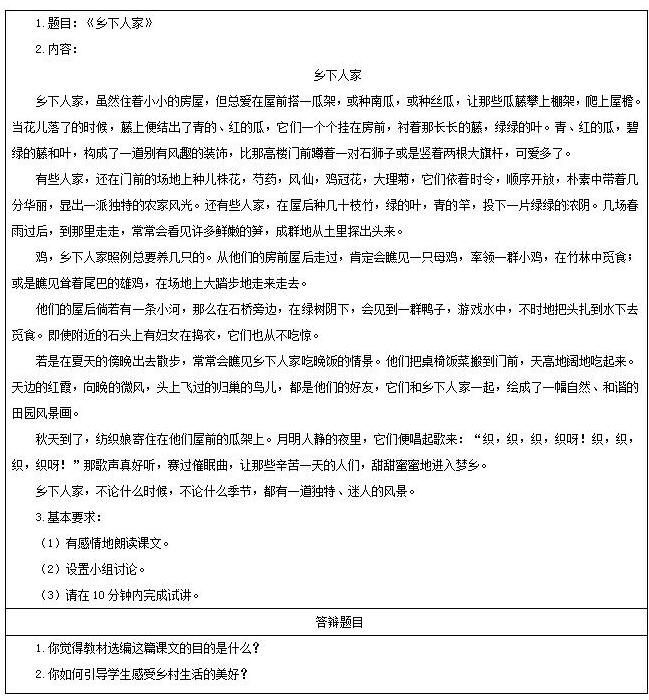 1.题目：《乡下人家》
2.内容：
乡下人家
乡下人家，虽然住着小小的房屋，但总爱在屋前搭一瓜架，或种南瓜，或种丝瓜，让那些瓜藤攀上棚架，爬上屋檐。
当花儿落了的时候，藤上便结出了青的、红的瓜，它们一个个挂在房前，衬着那长长的藤，绿绿的叶。青、红的瓜，碧
绿的藤和叶，构成了一道别有风趣的装饰，比那高楼门前蹲着一对石狮子或是竖着两根大旗杆，可爱多了。
有些人家，还在门前的场地上种几株花，芍药，凤仙，鸡冠花，大理菊，它们依着时令，顺序开放，朴素中带着几
分华丽，显出一派独特的农家风光。还有些人家，在屋后种几十枝竹，绿的叶，青的竿，投下一片绿绿的浓阴。几场春
雨过后，到那里走走，常常会看见许多鲜嫩的笋，成群地从土里探出头来。
鸡，乡下人家照例总要养几只的。从他们的房前屋后走过，肯定会瞧见一只母鸡，率领一群小鸡，在竹林中觅食；
或是瞧见耸着尾巴的雄鸡，在场地上大踏步地走来走去。
他们的屋后倘若有一条小河，那么在石桥旁边，在绿树阴下，会见到一群鸭子，游戏水中，不时地把头扎到水下去
觅食。即使附近的石头上有妇女在捣衣，它们也从不吃惊。
若是在夏天的傍晚出去散步，常常会瞧见乡下人家吃晚饭的情景。他们把桌椅饭菜搬到门前，天高地阔地吃起来。
天边的红霞，向晚的微风，头上飞过的归巢的鸟儿，都是他们的好友，它们和乡下人家一起，绘成了一幅自然、和谐的
田园风景画。
秋天到了，纺织娘寄住在他们屋前的瓜架上。月明人静的夜里，它们便唱起歌来：“织，织，织，织呀！织，织，
织，织呀！”那歌声真好听，赛过催眠曲，让那些辛苦一天的人们，甜甜蜜蜜地进入梦乡。
乡下人家，不论什么时候，不论什么季节，都有一道独特、迷人的风景。
3.基本要求：
（1）有感情地朗读课文。
（2）设置小组讨论。
（3）请在10分钟内完成试讲。
答辩题目
1.你觉得教材选编这篇课文的目的是什么？
2.你如何引导学生感受乡村生活的美好？